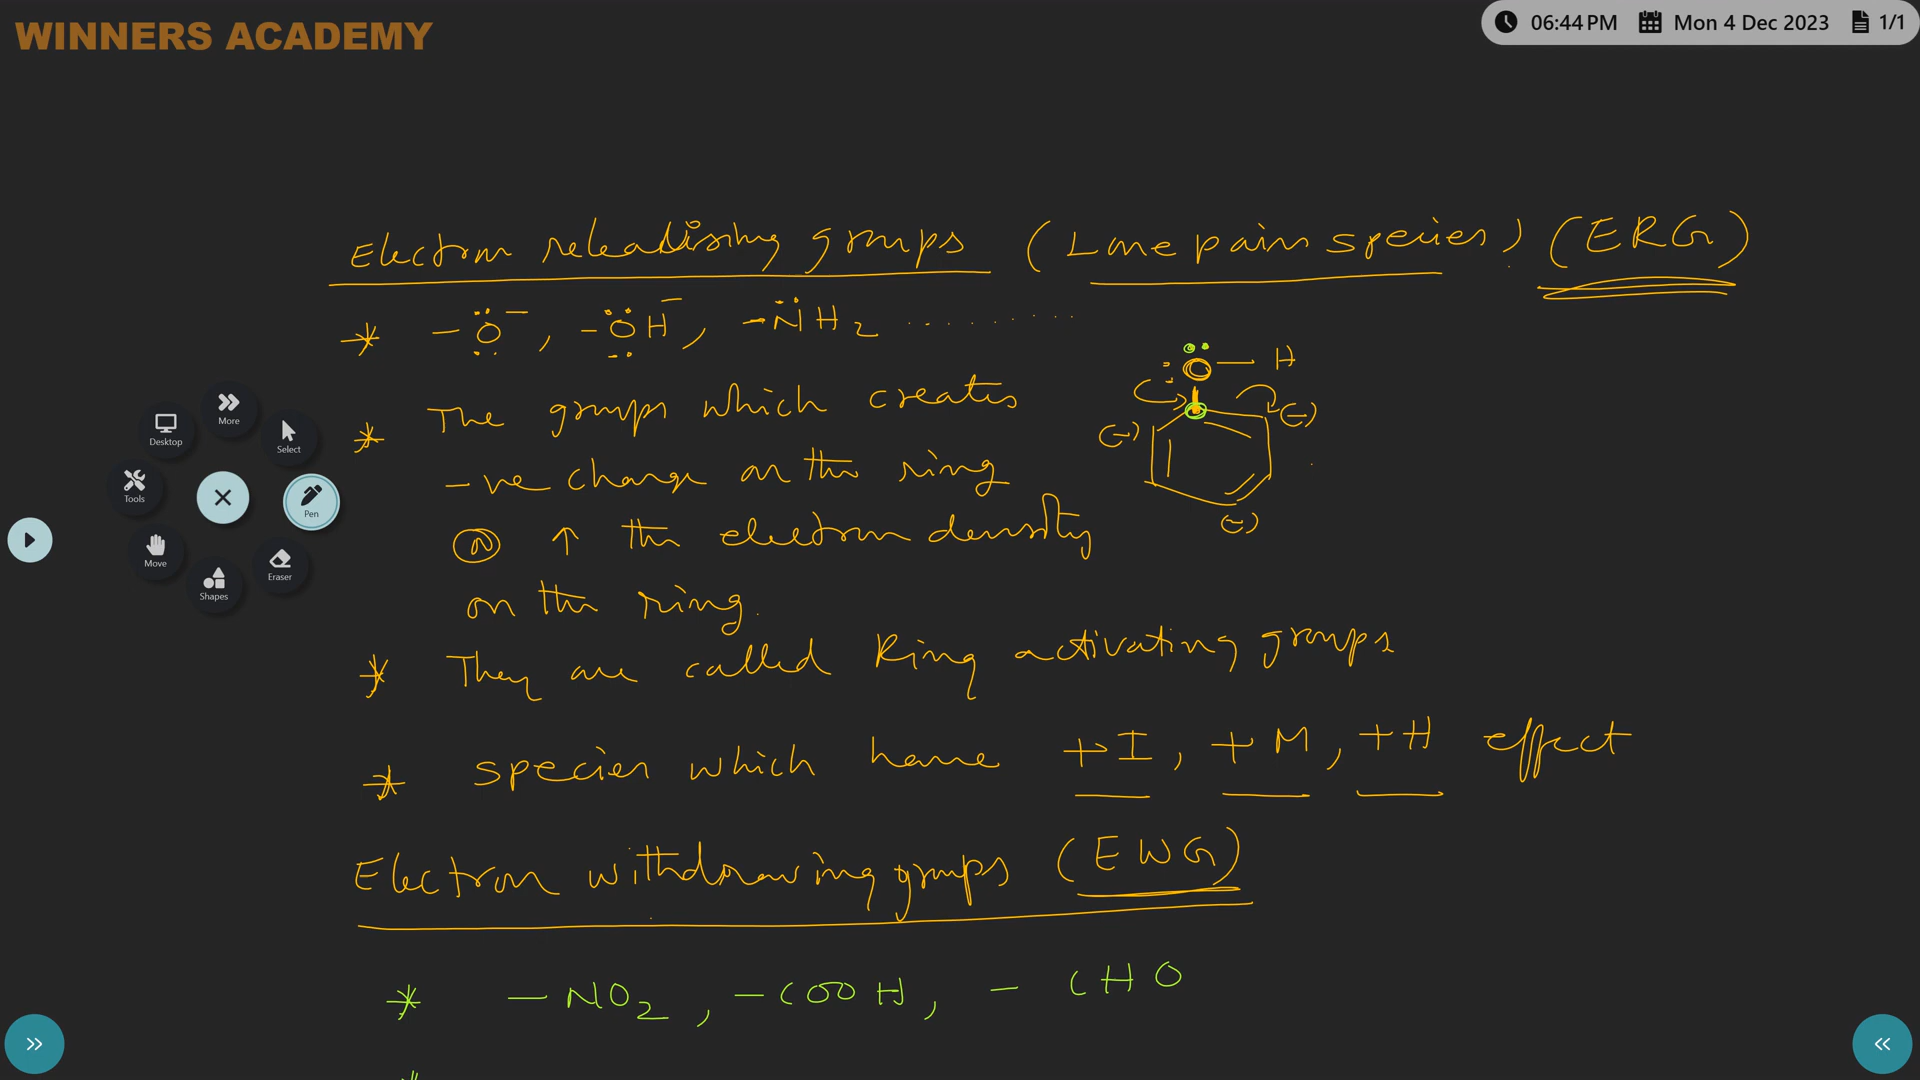 WINNERS ACADEMY
06:44 PM Mon 4 Dec 2023 1/1
Electron releasing groups (Lone pair species) (ERG)
* -O⁻, -OH⁻, -NH₂ ..........
O — H
* The groups which creates
(-) (-)
-ve charge on the ring
(-)
(or) ↑ the electron density
on the ring.
* They are called Ring activating groups
* species which have +I, +M, +H effect
Electron withdrawing groups (EWG)
* -NO₂, -COOH, -CHO
*
More
Desktop
Select
Tools
Pen
Move
Eraser
Shapes